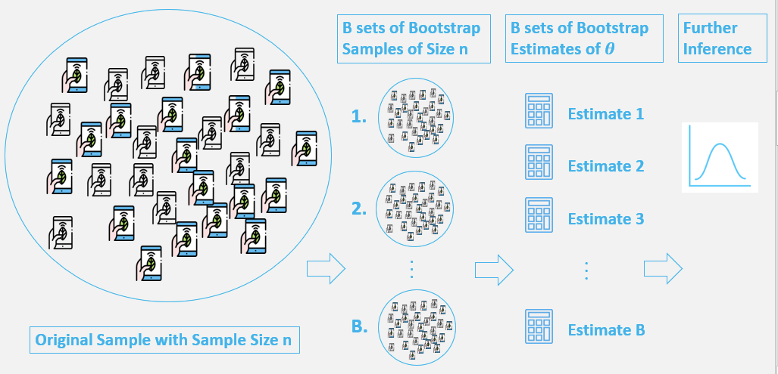 B sets of Bootstrap
Samples of Size n
B sets of Bootstrap
Estimates of θ
Further
Inference
1.
Estimate 1
Estimate 2
2.
Estimate 3
⋮
⋮
B.
Estimate B
Original Sample with Sample Size n